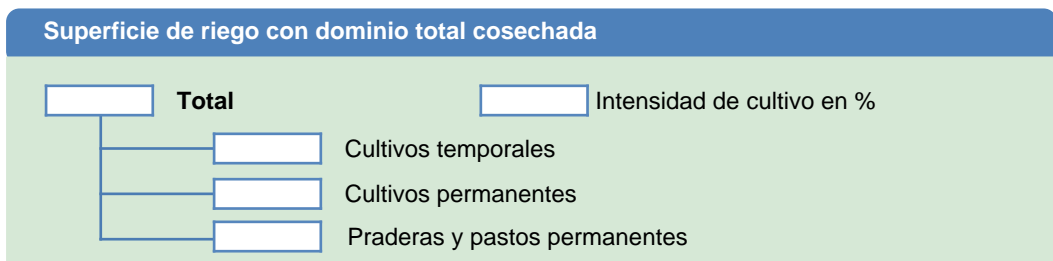 Superficie de riego con dominio total cosechada
Total
Intensidad de cultivo en %
Cultivos temporales
Cultivos permanentes
Praderas y pastos permanentes